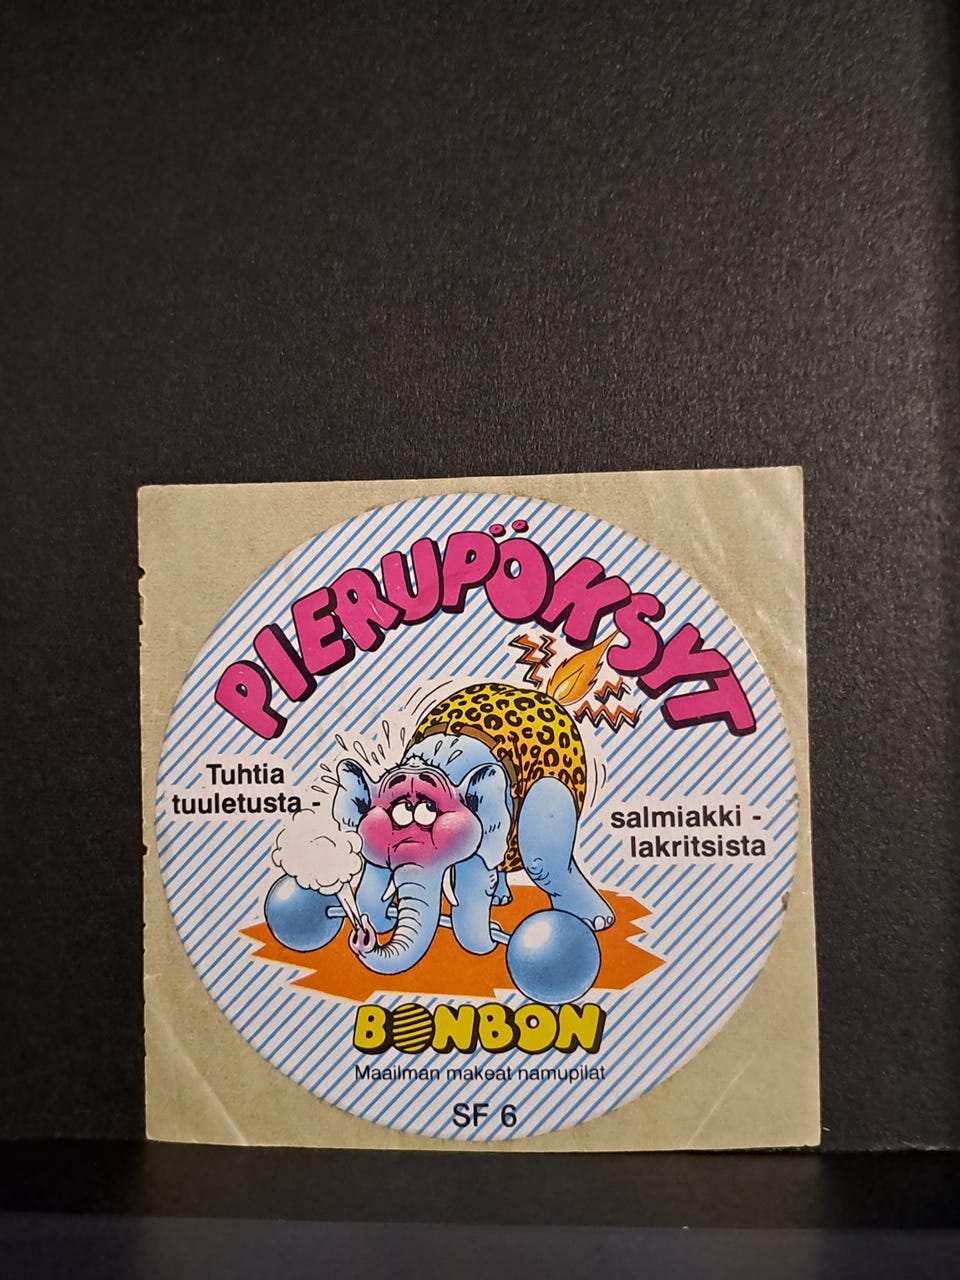 PIERUPÖKSYT
Tuhtia
tuuletusta -
salmiakki -
lakritsista
BONBON
Maailman makeat namupilat
SF 6